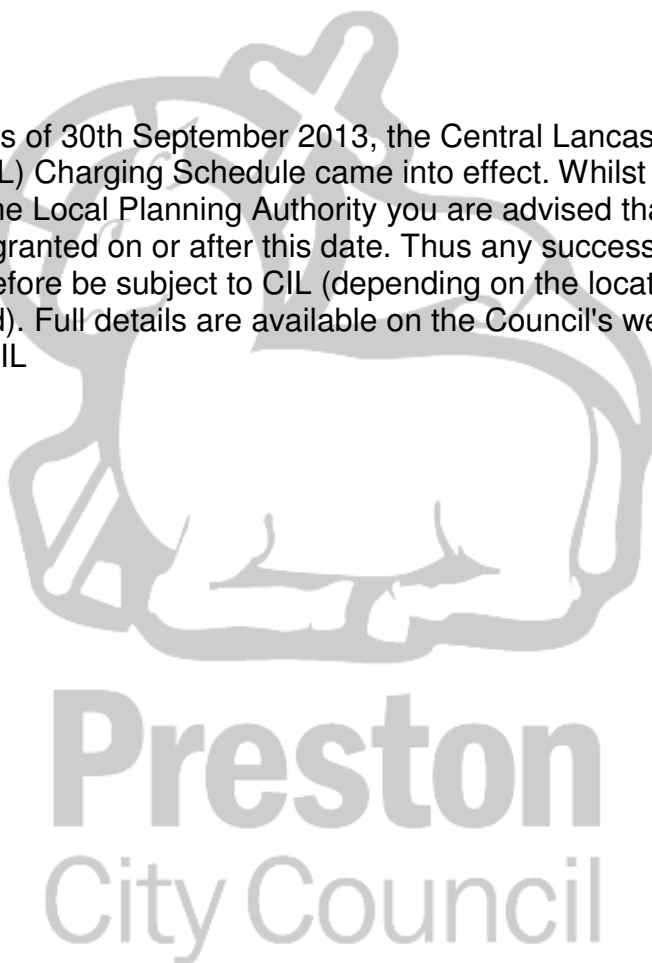 s of 30th September 2013, the Central Lancas
L) Charging Schedule came into effect. Whilst
ne Local Planning Authority you are advised tha
granted on or after this date. Thus any success
efore be subject to CIL (depending on the locat
d). Full details are available on the Council's we
IL
Preston
City Council